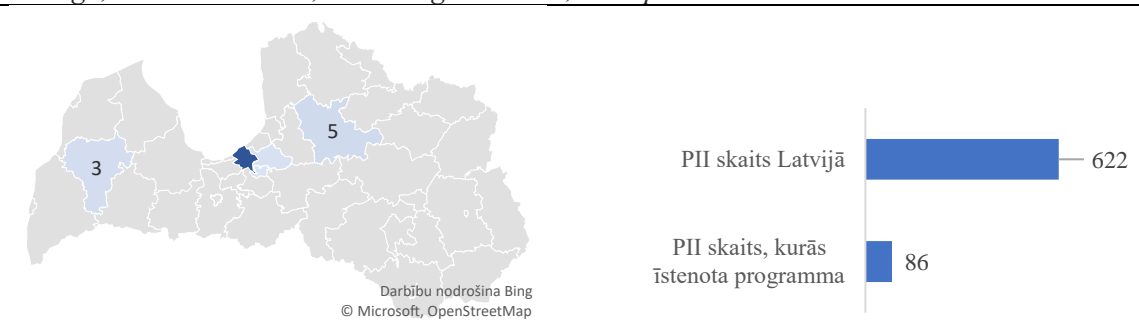 5
3
Darbību nodrošina Bing
© Microsoft, OpenStreetMap
PII skaits Latvijā
622
PII skaits, kurās
īstenota programma
86